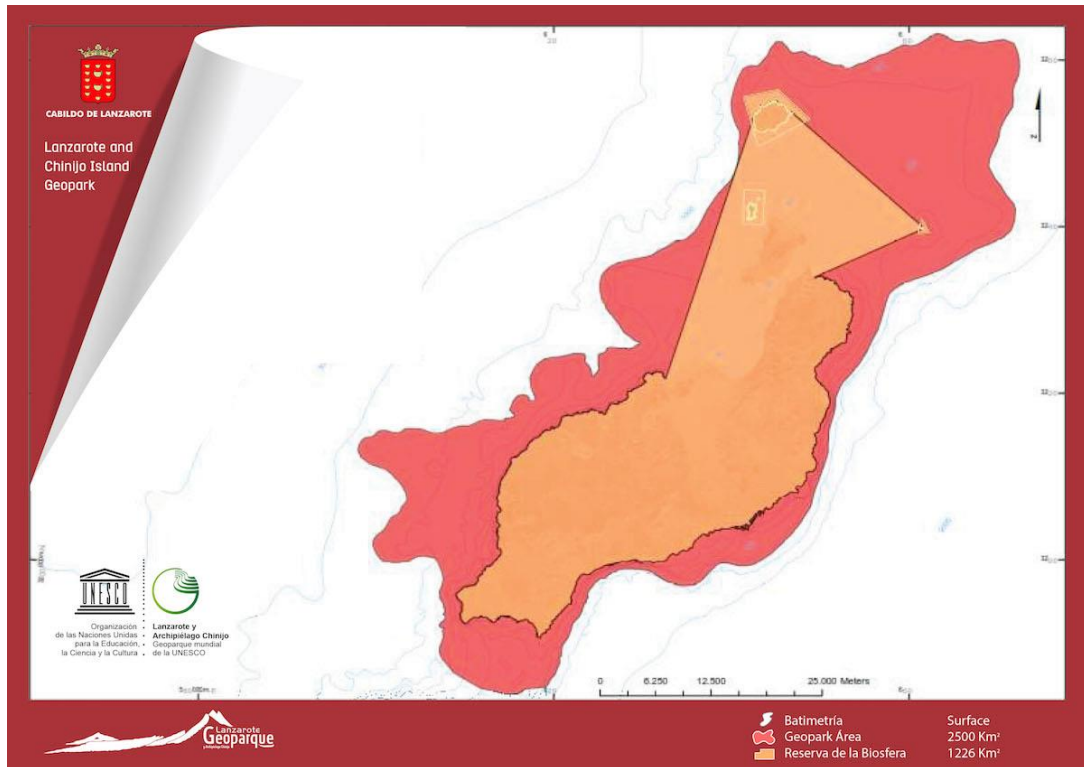 CABILDO DE LANZAROTE
Lanzarote and
Chinijo Island
Geopark
UNESCO
Organización
de las Naciones Unidas
para la Educación,
la Ciencia y la Cultura
Lanzarote y
Archipiélago Chinijo
Geoparque mundial
de la UNESCO
0 6.250 12.500 25.000 Meters
Lanzarote
Geoparque
Batimetría Surface
Geopark Área 2500 Km²
Reserva de la Biosfera 1226 Km²